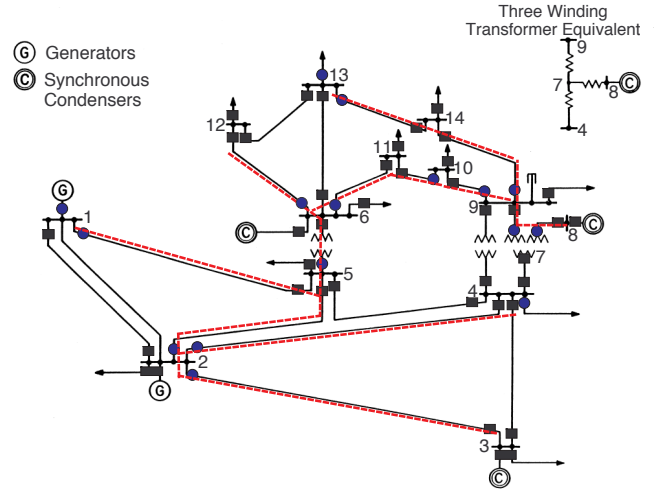 Three Winding
Transformer Equivalent
G Generators
C Synchronous
Condensers
9
7
8
C
4
13
14
12
11
10
G
1
9
6
C
8
C
5
7
4
2
G
3
C